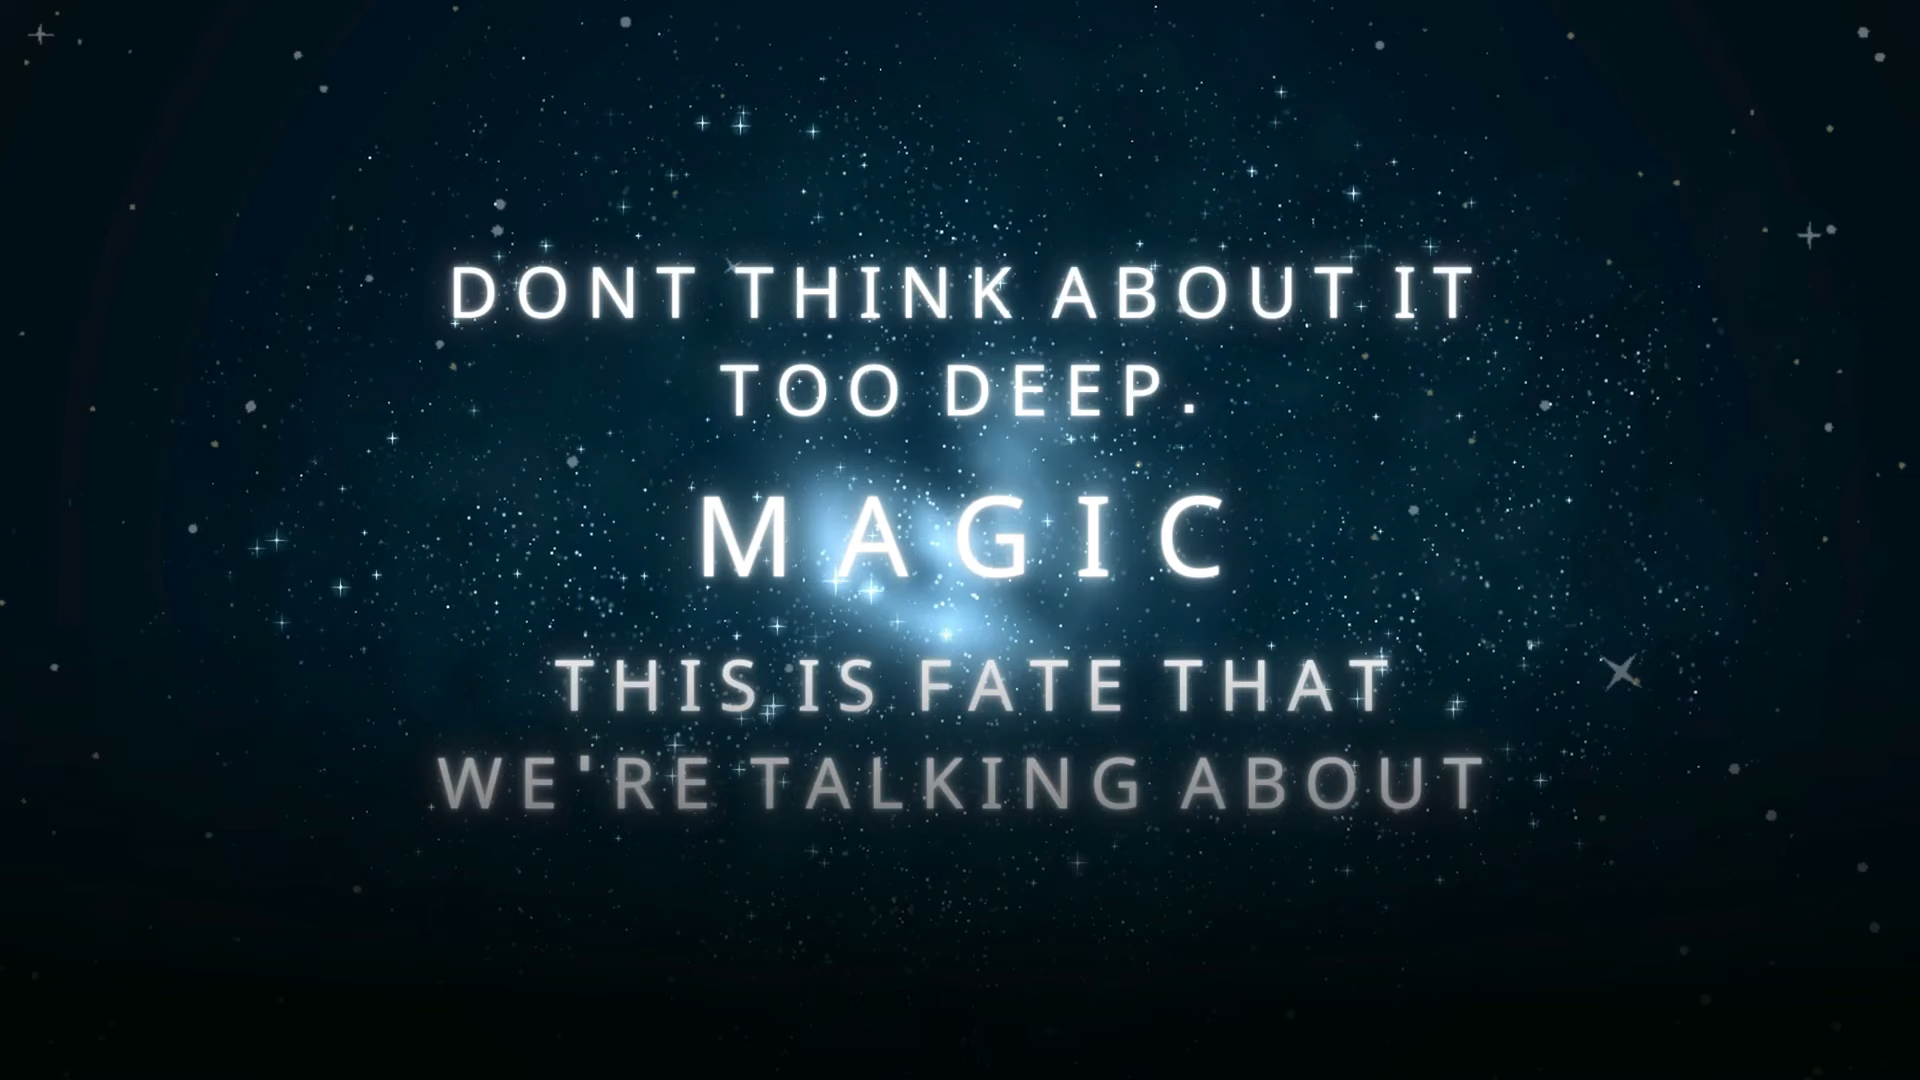 DONT THINK ABOUT IT
TOO DEEP.
MAGIC
THIS IS FATE THAT
WE'RE TALKING ABOUT